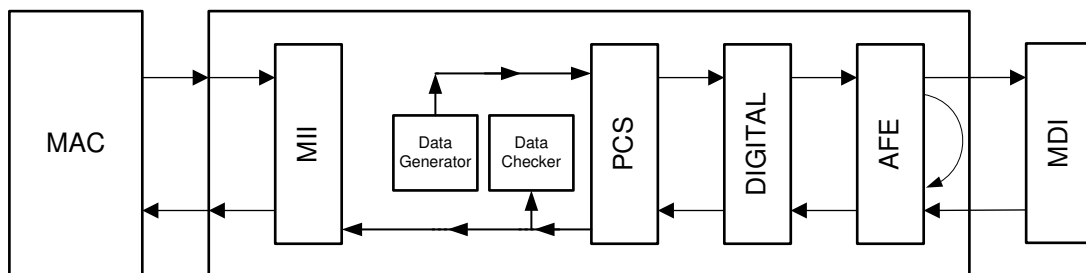 MAC
MII
Data
Generator
Data
Checker
PCS
DIGITAL
AFE
MDI